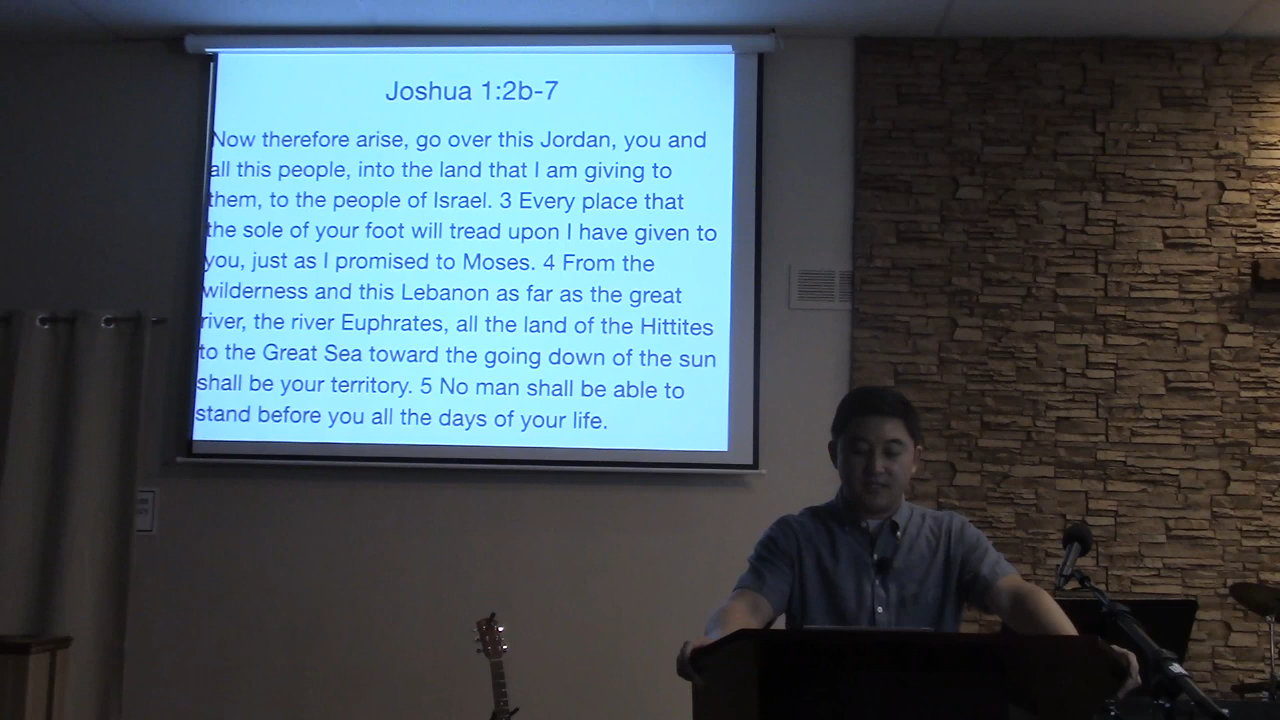 Joshua 1:2b-7
Now therefore arise, go over this Jordan, you and
all this people, into the land that I am giving to
them, to the people of Israel. 3 Every place that
the sole of your foot will tread upon I have given to
you, just as I promised to Moses. 4 From the
wilderness and this Lebanon as far as the great
river, the river Euphrates, all the land of the Hittites
to the Great Sea toward the going down of the sun
shall be your territory. 5 No man shall be able to
stand before you all the days of your life.